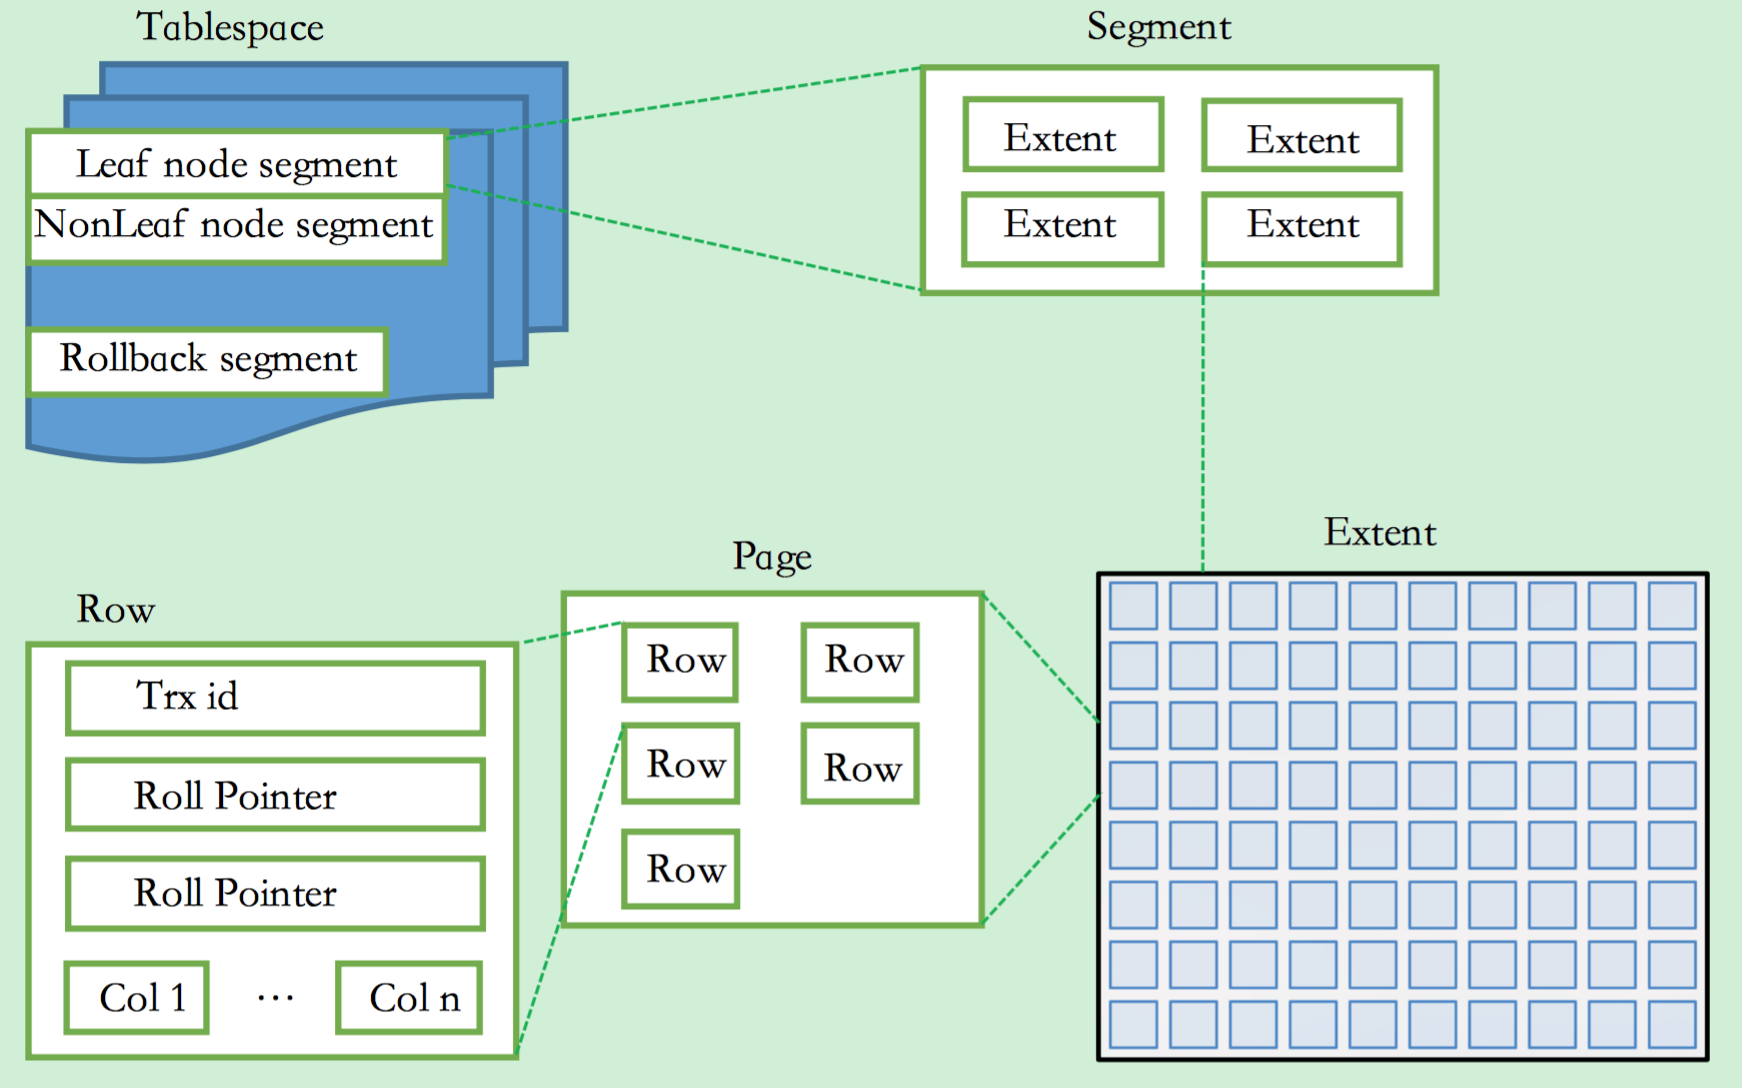 Tablespace
Leaf node segment
NonLeaf node segment
Rollback segment
Segment
Extent
Extent
Extent
Extent
Extent
Page
Row
Row
Row
Row
Row
Row
Trx id
Roll Pointer
Roll Pointer
Col 1 ... Col n